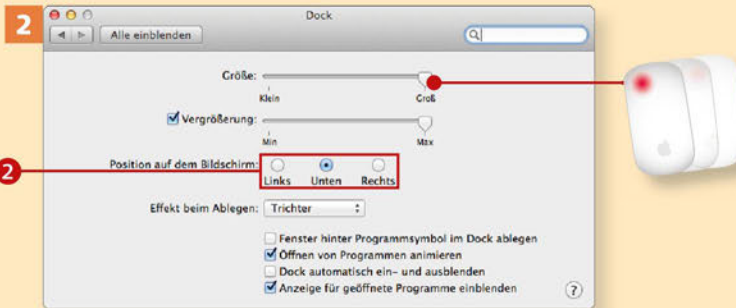 2
Dock
Alle einblenden
Größe:
Klein Groß
Vergrößerung:
Min Max
2
Position auf dem Bildschirm:
Links Unten Rechts
Effekt beim Ablegen: Trichter
Fenster hinter Programmsymbol im Dock ablegen
Öffnen von Programmen animieren
Dock automatisch ein- und ausblenden
Anzeige für geöffnete Programme einblenden
?